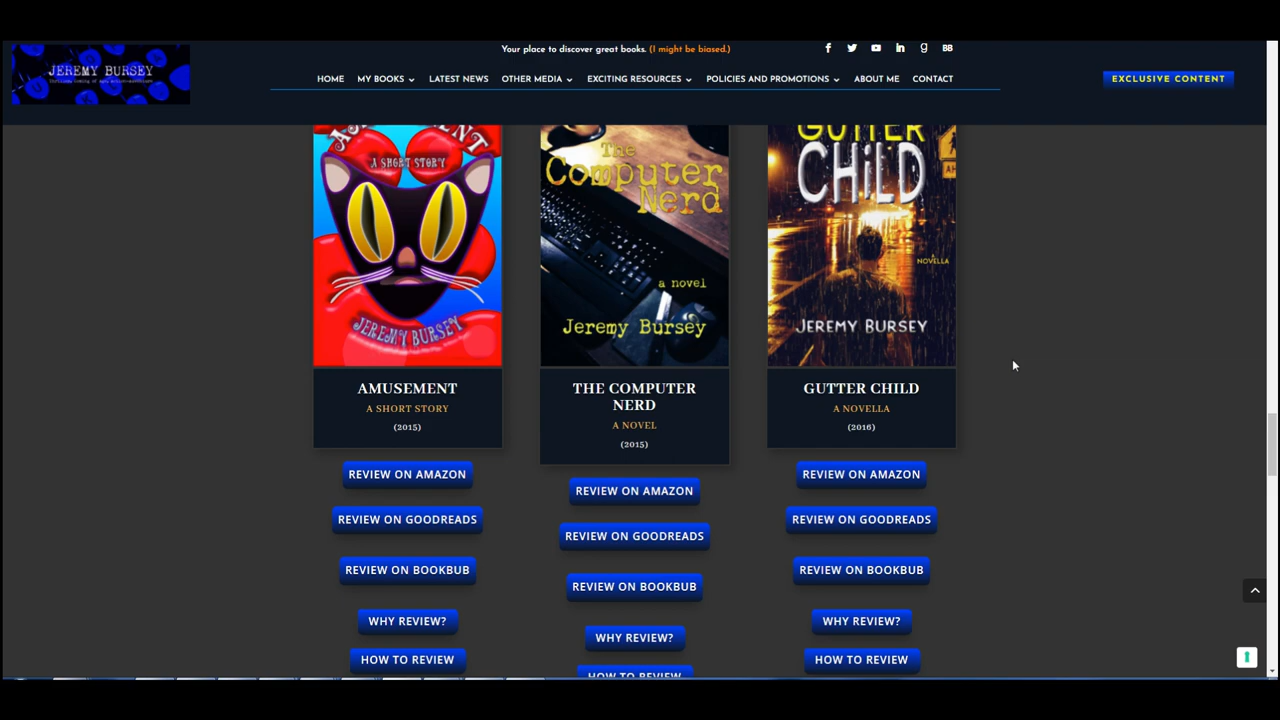 Your place to discover great books. (I might be biased.)
BB
JEREMY BURSEY
HOME
MY BOOKS
LATEST NEWS
OTHER MEDIA
EXCITING RESOURCES
POLICIES AND PROMOTIONS
ABOUT ME
CONTACT
EXCLUSIVE CONTENT
A SHORT STORY
JEREMY BURSEY
The
Computer
Nerd
a novel
Jeremy Bursey
GUTTER
CHiLD
A
NOVELLA
JEREMY BURSEY
AMUSEMENT
A SHORT STORY
(2015)
REVIEW ON AMAZON
REVIEW ON GOODREADS
REVIEW ON BOOKBUB
WHY REVIEW?
HOW TO REVIEW
THE COMPUTER
NERD
A NOVEL
(2015)
REVIEW ON AMAZON
REVIEW ON GOODREADS
REVIEW ON BOOKBUB
WHY REVIEW?
HOW TO REVIEW
GUTTER CHILD
A NOVELLA
(2016)
REVIEW ON AMAZON
REVIEW ON GOODREADS
REVIEW ON BOOKBUB
WHY REVIEW?
HOW TO REVIEW